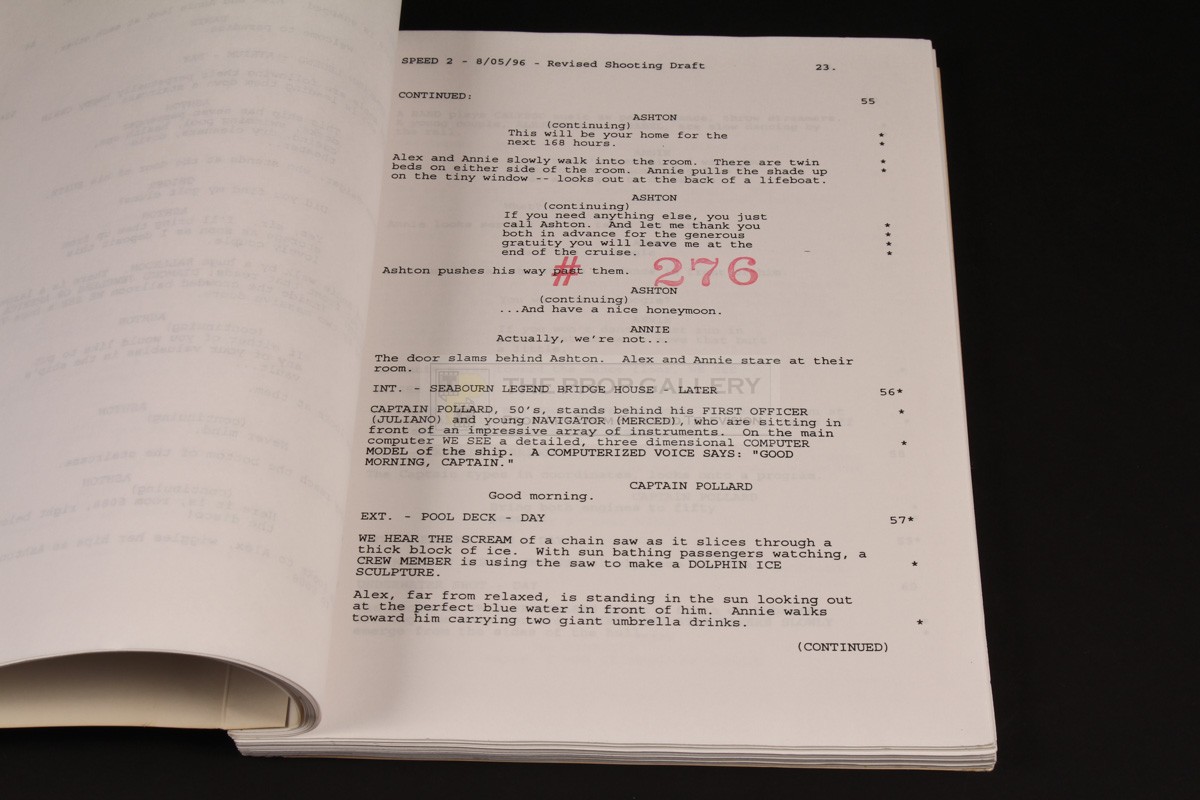 SPEED 2 - 8/05/96 - Revised Shooting Draft 23.
CONTINUED: 55
ASHTON
(continuing)
This will be your home for the *
next 168 hours. *
Alex and Annie slowly walk into the room. There are twin *
beds on either side of the room. Annie pulls the shade up *
on the tiny window -- looks out at the back of a lifeboat.
ASHTON
(continuing)
If you need anything else, you just
call Ashton. And let me thank you *
both in advance for the generous *
gratuity you will leave me at the *
end of the cruise. *
# 276
Ashton pushes his way past them.
ASHTON
(continuing)
...And have a nice honeymoon.
ANNIE
Actually, we're not...
The door slams behind Ashton. Alex and Annie stare at their
room.
THE PROP GALLERY
INT. - SEABOURN LEGEND BRIDGE HOUSE - LATER 56*
CAPTAIN POLLARD, 50's, stands behind his FIRST OFFICER *
(JULIANO) and young NAVIGATOR (MERCED), who are sitting in
front of an impressive array of instruments. On the main
computer WE SEE a detailed, three dimensional COMPUTER *
MODEL of the ship. A COMPUTERIZED VOICE SAYS: "GOOD
MORNING, CAPTAIN."
CAPTAIN POLLARD
Good morning.
EXT. - POOL DECK - DAY 57*
WE HEAR THE SCREAM of a chain saw as it slices through a
thick block of ice. With sun bathing passengers watching, a
CREW MEMBER is using the saw to make a DOLPHIN ICE *
SCULPTURE.
Alex, far from relaxed, is standing in the sun looking out
at the perfect blue water in front of him. Annie walks
toward him carrying two giant umbrella drinks. *
(CONTINUED)